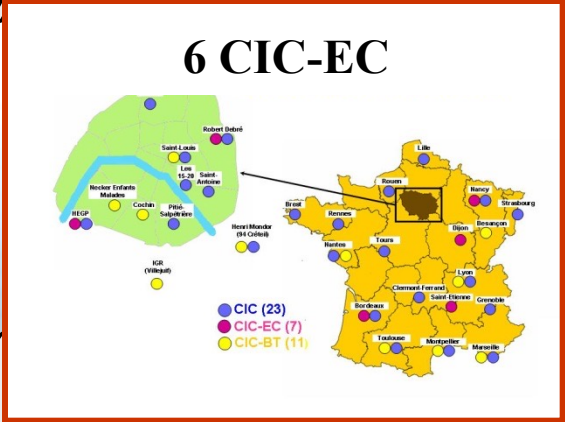 6 CIC-EC
Robert Debré
Saint-Louis
Les
15-20
Saint-
Antoine
Necker Enfants
Malades
Cochin
Pitié-
Salpétrière
HEGP
Henri Mondor
(94 Créteil)
IGR
(Villejuif)
CIC (23)
CIC-EC (7)
CIC-BT (11)
Lille
Rouen
Nancy
Strasbourg
Brest
Rennes
Dijon
Besançon
Nantes
Tours
Lyon
Clermont-Ferrand
Saint-Etienne
Grenoble
Bordeaux
Toulouse
Montpellier
Marseille